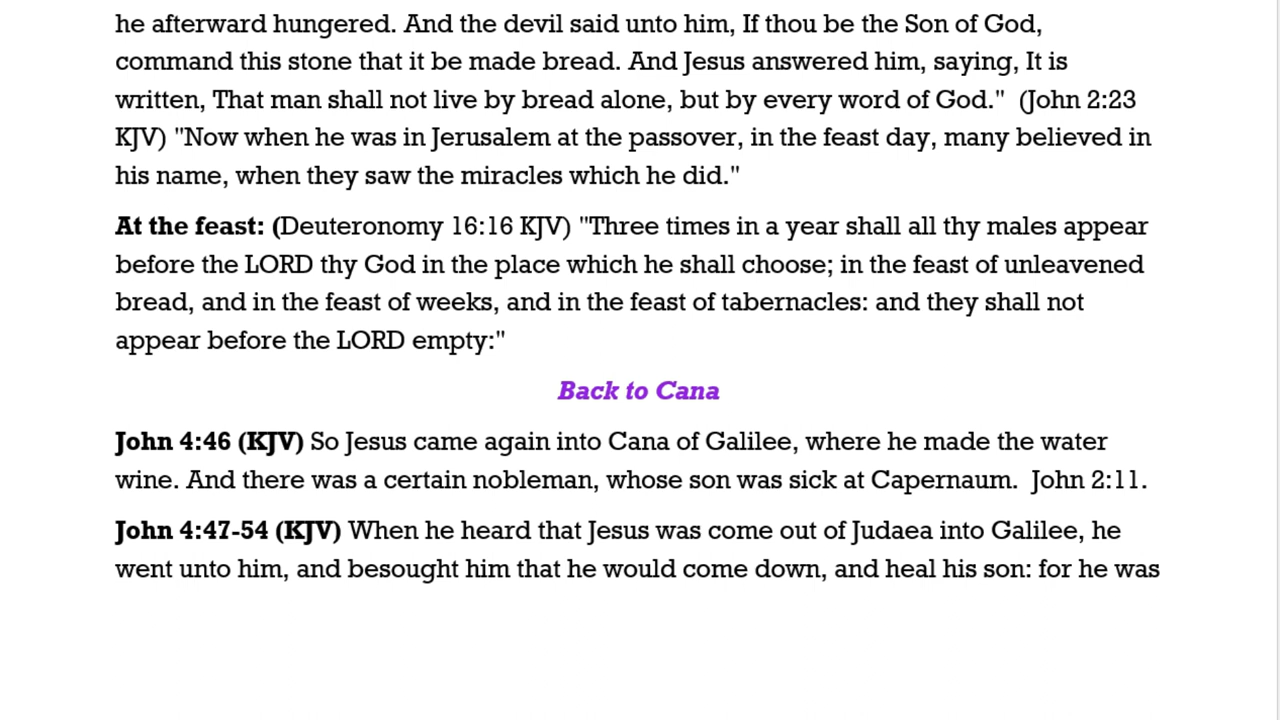 he afterward hungered. And the devil said unto him, If thou be the Son of God,
command this stone that it be made bread. And Jesus answered him, saying, It is
written, That man shall not live by bread alone, but by every word of God."  (John 2:23
KJV) "Now when he was in Jerusalem at the passover, in the feast day, many believed in
his name, when they saw the miracles which he did."
At the feast: (Deuteronomy 16:16 KJV) "Three times in a year shall all thy males appear
before the LORD thy God in the place which he shall choose; in the feast of unleavened
bread, and in the feast of weeks, and in the feast of tabernacles: and they shall not
appear before the LORD empty:"
Back to Cana
John 4:46 (KJV) So Jesus came again into Cana of Galilee, where he made the water
wine. And there was a certain nobleman, whose son was sick at Capernaum.  John 2:11.
John 4:47-54 (KJV) When he heard that Jesus was come out of Judaea into Galilee, he
went unto him, and besought him that he would come down, and heal his son: for he was